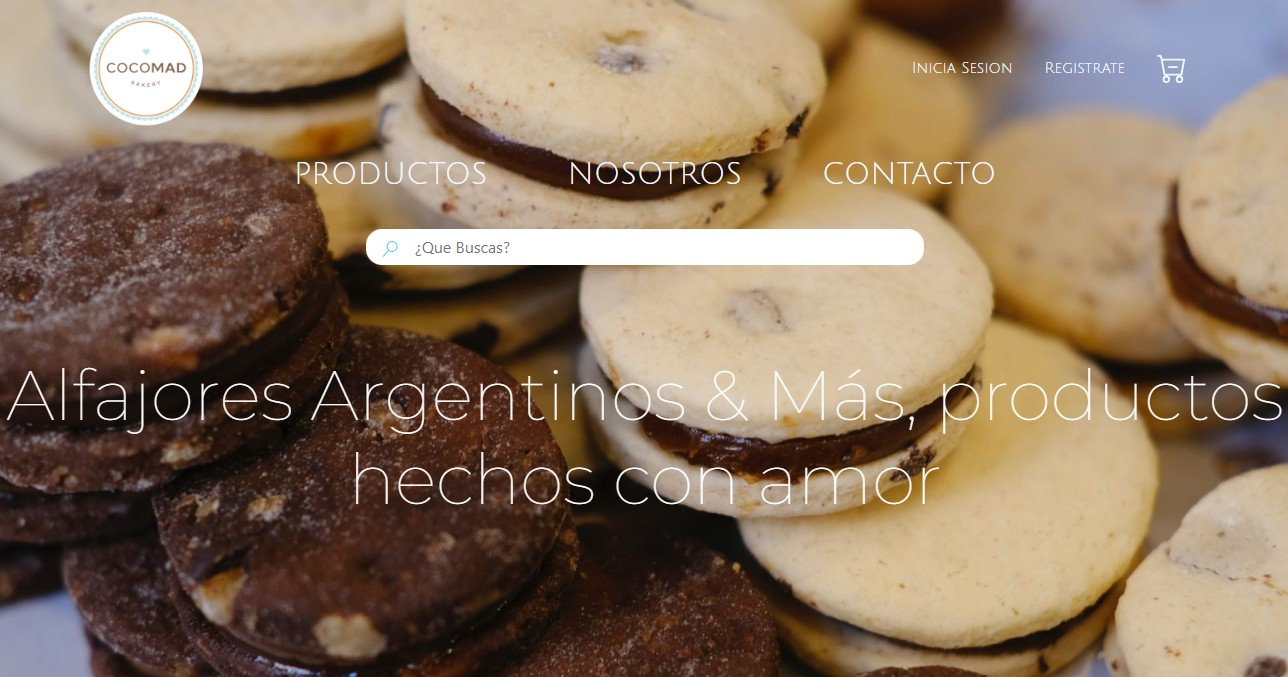 COCOMAD
BAKERY
Inicia Sesion
Registrate
PRODUCTOS
NOSOTROS
CONTACTO
¿Que Buscas?
Alfajores Argentinos & Más, productos
hechos con amor